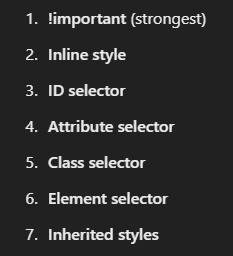 1. !important (strongest)
2. Inline style
3. ID selector
4. Attribute selector
5. Class selector
6. Element selector
7. Inherited styles